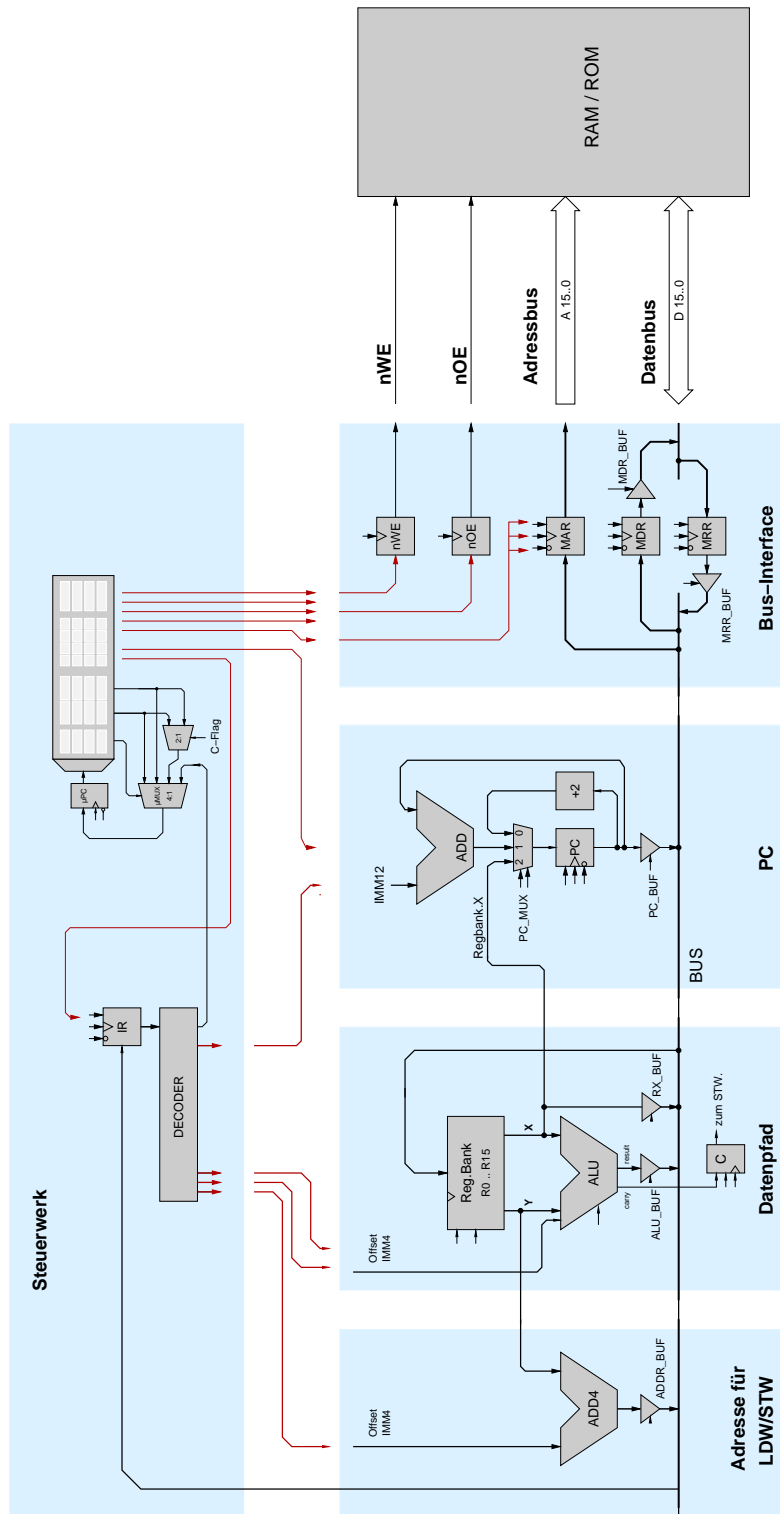 Steuerwerk
µPC
µMUX
4:1
2:1
C–Flag
IR
DECODER
Adresse für
LDW/STW
Offset
IMM4
ADD4
ADDR_BUF
Datenpfad
Offset
IMM4
Reg.Bank
R0 .. R15
Y
X
ALU
carry
result
ALU_BUF
RX_BUF
C
zum STW.
PC
IMM12
ADD
Regbank.X
PC_MUX
2
1
0
+2
PC
PC_BUF
BUS
Bus–Interface
nWE
nOE
MAR
MDR
MDR_BUF
MRR
MRR_BUF
nWE
nOE
Adressbus
A 15..0
Datenbus
D 15..0
RAM / ROM